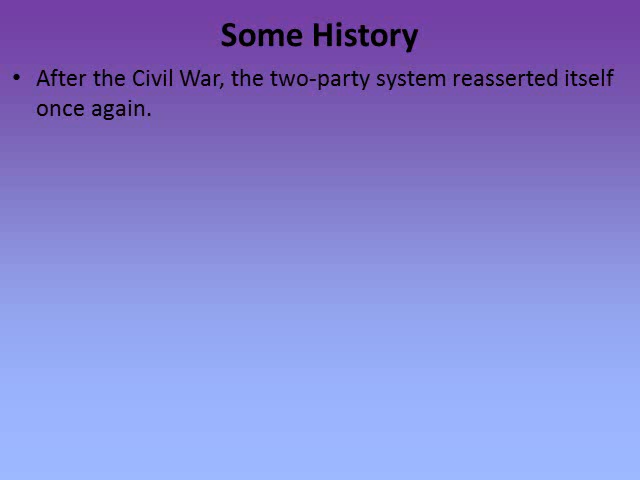 Some History
• After the Civil War, the two-party system reasserted itself
once again.